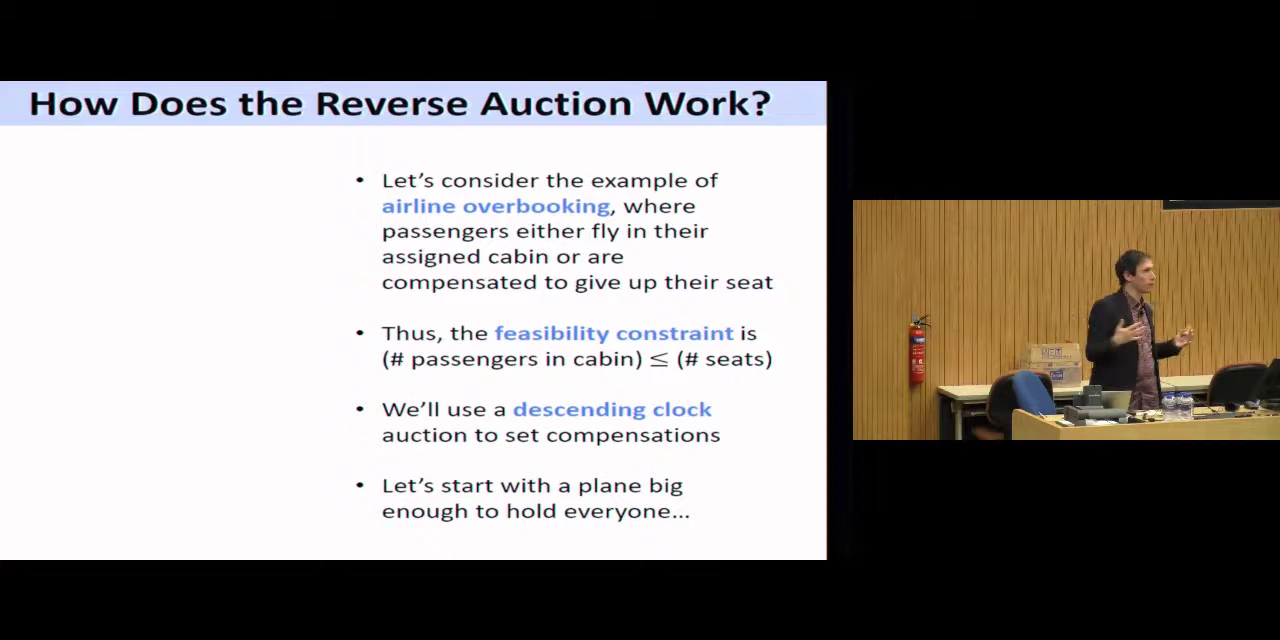 How Does the Reverse Auction Work?
• Let's consider the example of
airline overbooking, where
passengers either fly in their
assigned cabin or are
compensated to give up their seat
• Thus, the feasibility constraint is
(# passengers in cabin) ≤ (# seats)
• We'll use a descending clock
auction to set compensations
• Let's start with a plane big
enough to hold everyone...